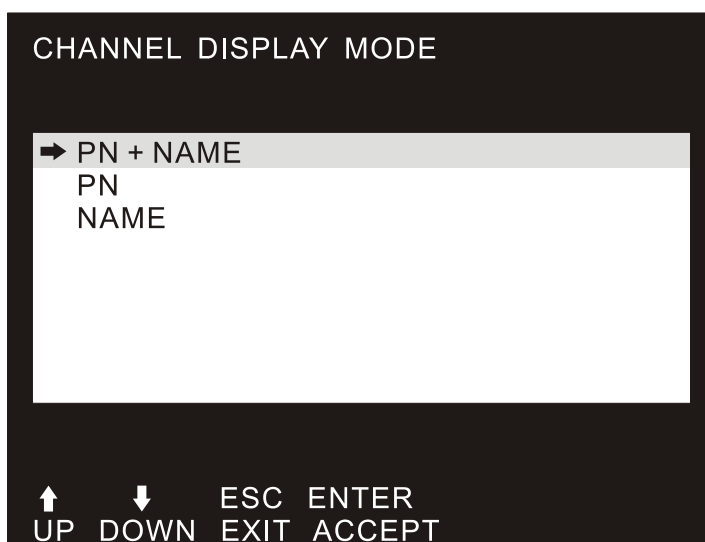 CHANNEL DISPLAY MODE
➡ PN + NAME
PN
NAME
⬆ ⬇ ESC ENTER
UP DOWN EXIT ACCEPT